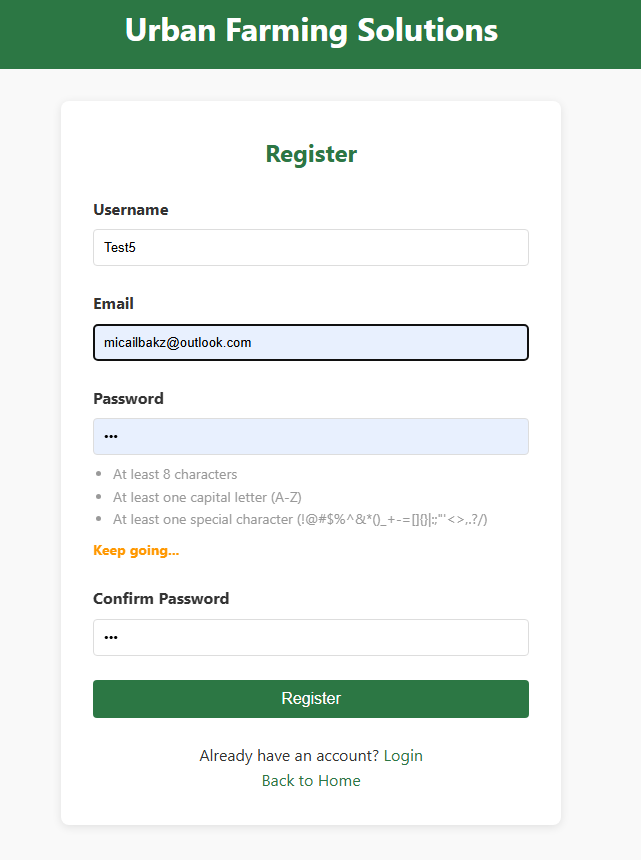 Urban Farming Solutions
Register
Username
Test5
Email
micailbakz@outlook.com
Password
•••
At least 8 characters
At least one capital letter (A-Z)
At least one special character (!@#$%^&*()_+-=[]{}|:;"'<>,.?/)
Keep going...
Confirm Password
•••
Register
Already have an account? Login
Back to Home